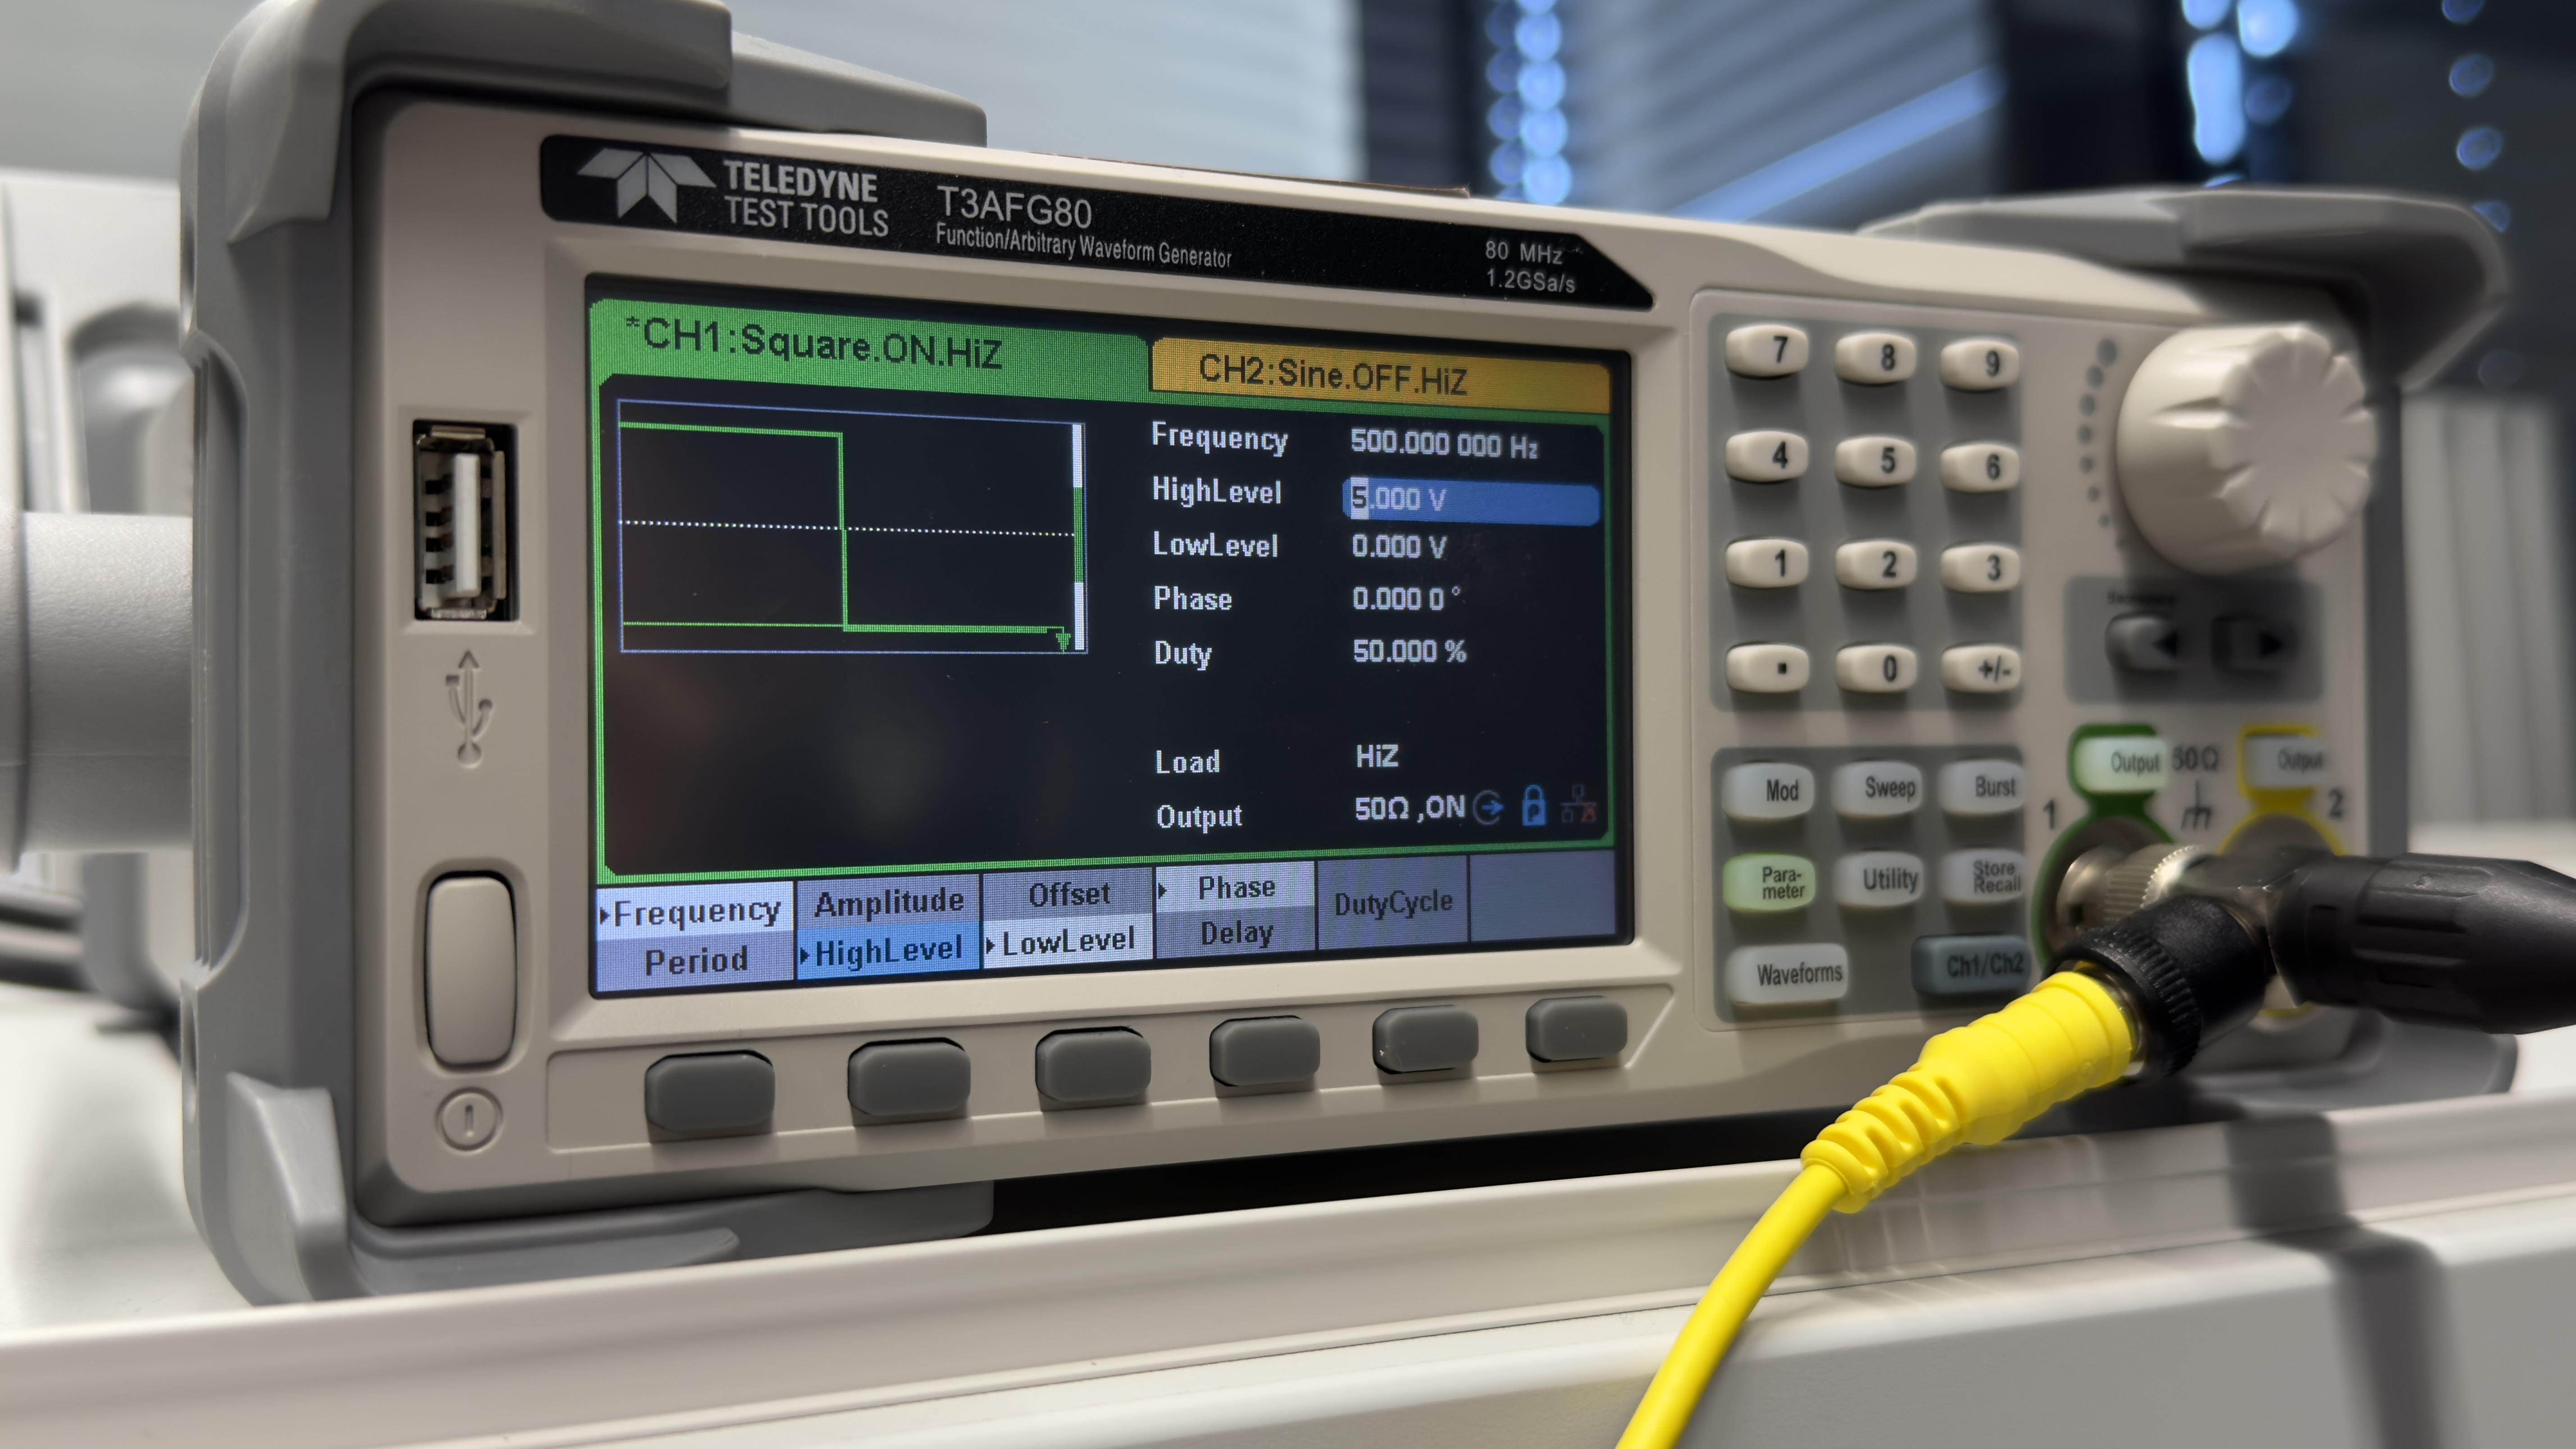 TELEDYNE
TEST TOOLS
T3AFG80
Function/Arbitrary Waveform Generator
80 MHz
1.2GSa/s
*CH1:Square.ON.HiZ
CH2:Sine.OFF.HiZ
Frequency 500.000 000 Hz
HighLevel 5.000 V
LowLevel 0.000 V
Phase 0.000 0 °
Duty 50.000 %
Load HiZ
Output 50Ω ,ON
Frequency
Period
Amplitude
HighLevel
Offset
LowLevel
Phase
Delay
DutyCycle
7 8 9
4 5 6
1 2 3
. 0 +/-
Mod Sweep Burst
Para-
meter
Utility
Store
Recall
Waveforms
Ch1/Ch2
Output 50Ω Output
1 2